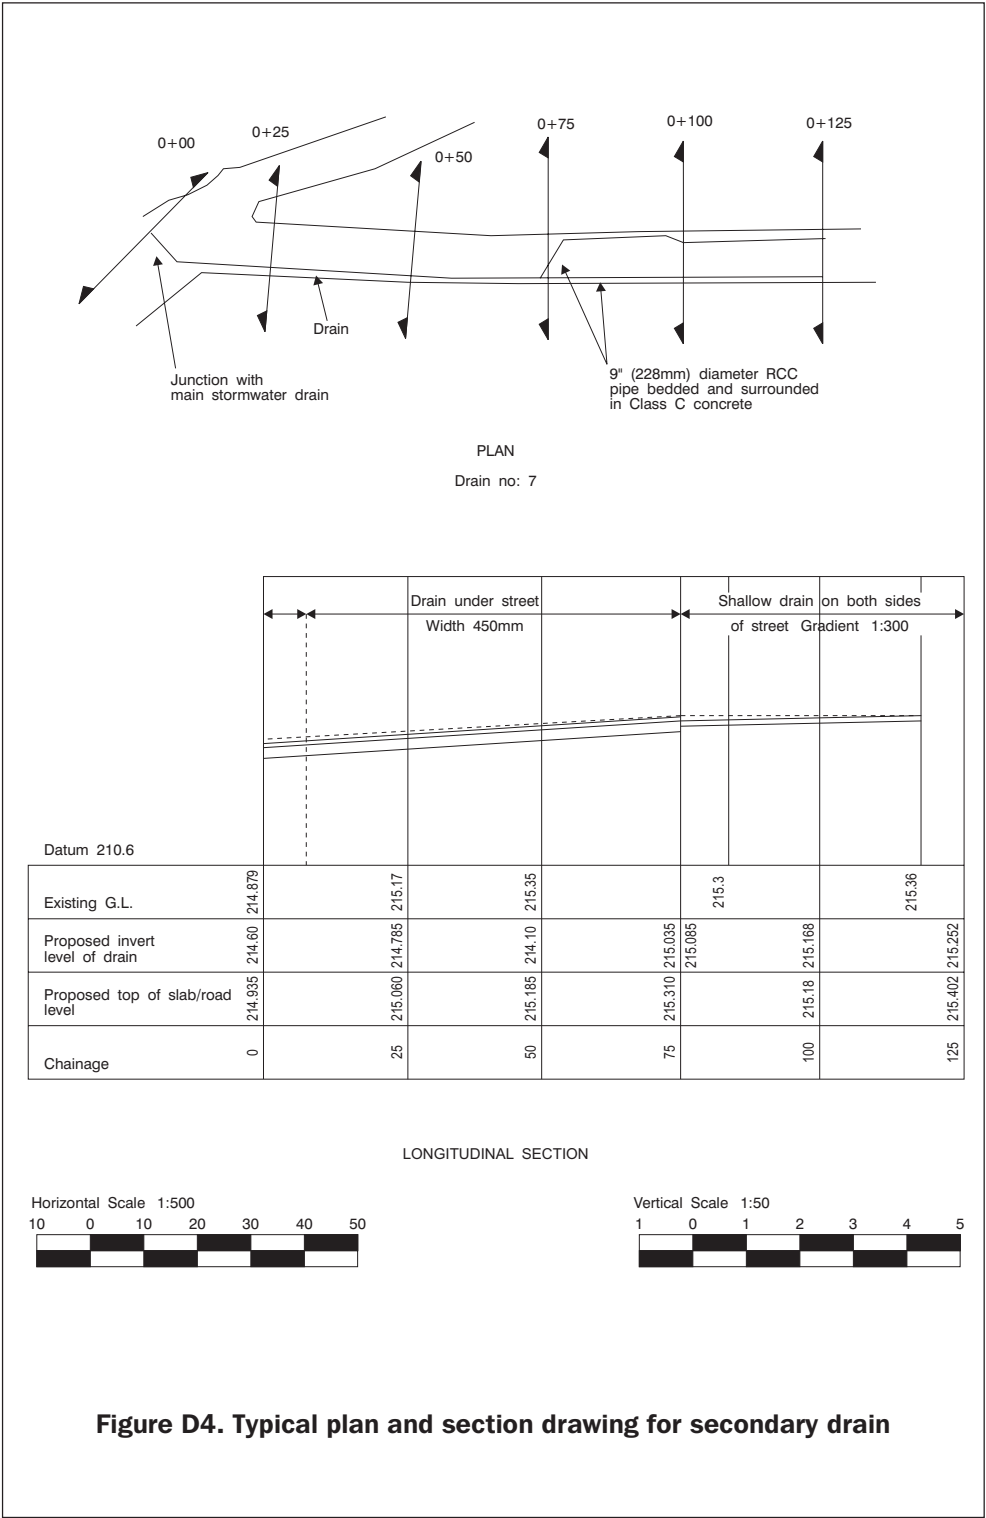 0+00
0+25
0+50
0+75
0+100
0+125
Drain
Junction with
main stormwater drain
9" (228mm) diameter RCC
pipe bedded and surrounded
in Class C concrete
PLAN
Drain no: 7
Drain under street
Width 450mm
Shallow drain on both sides
of street Gradient 1:300
Datum 210.6
Existing G.L. 214.879 215.17 215.35 215.3 215.36
Proposed invert
level of drain 214.60 214.785 214.10 215.035 215.085 215.168 215.252
Proposed top of slab/road
level 214.935 215.060 215.185 215.310 215.18 215.402
Chainage 0 25 50 75 100 125
LONGITUDINAL SECTION
Horizontal Scale 1:500
10 0 10 20 30 40 50
Vertical Scale 1:50
1 0 1 2 3 4 5
Figure D4. Typical plan and section drawing for secondary drain